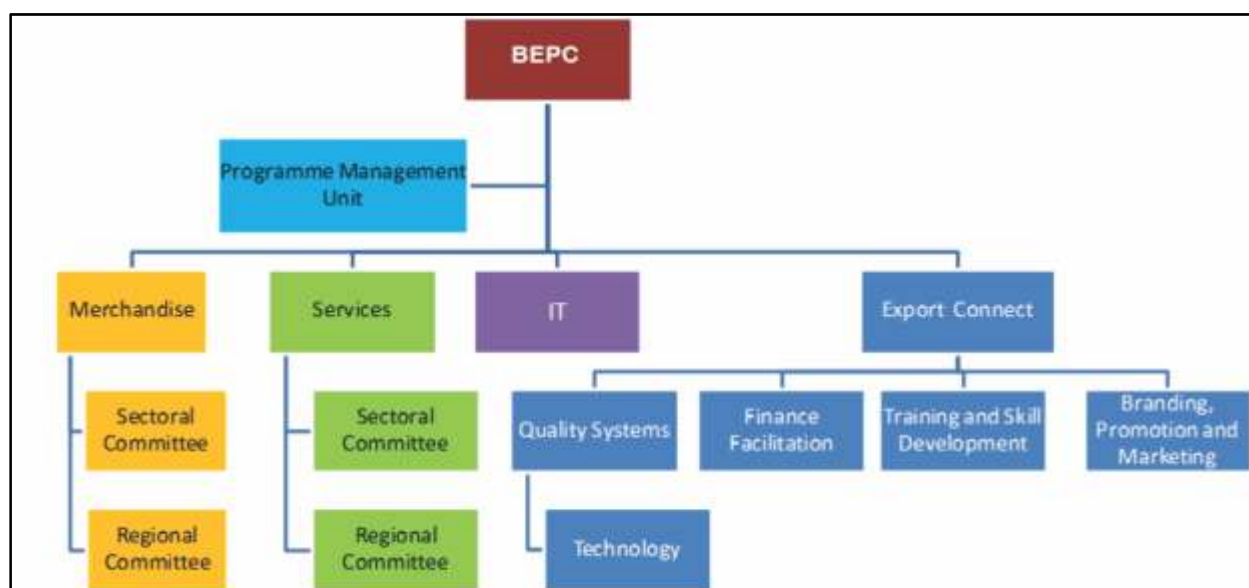 BEPC
Programme Management
Unit
Merchandise
Services
IT
Export Connect
Sectoral
Committee
Sectoral
Committee
Quality Systems
Finance
Facilitation
Training and Skill
Development
Branding,
Promotion and
Marketing
Regional
Committee
Regional
Committee
Technology